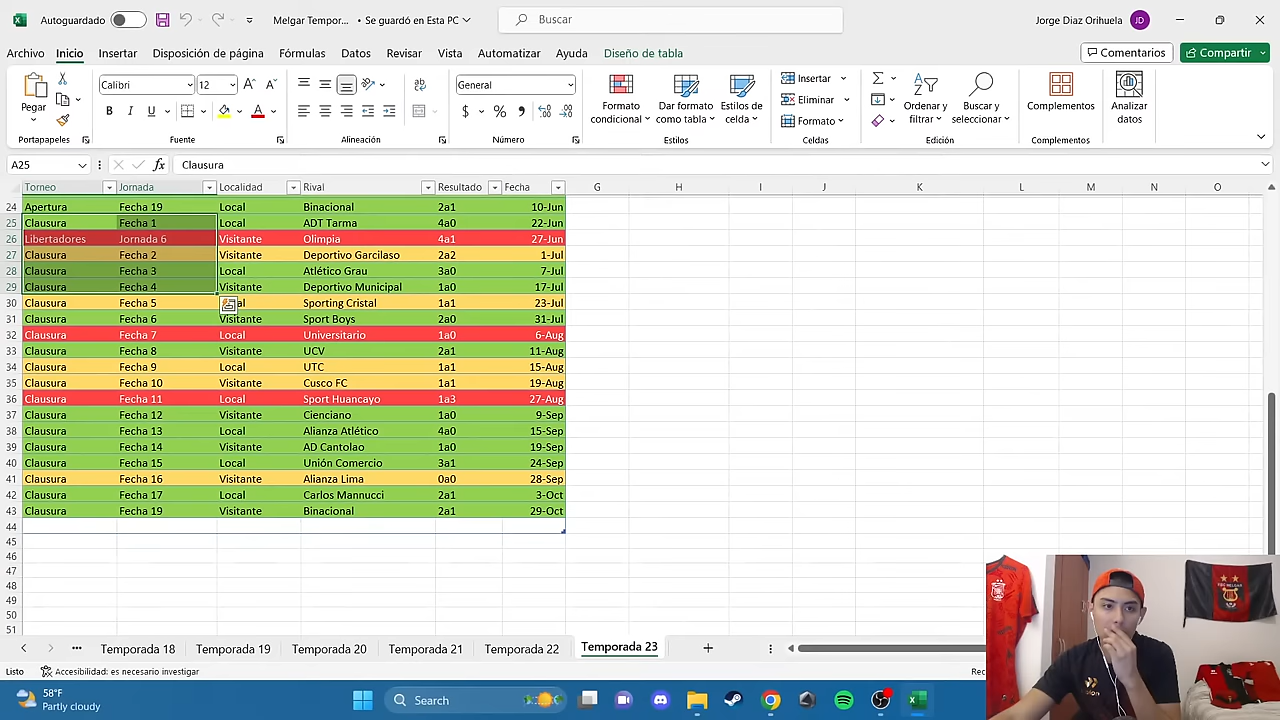 Autoguardado Melgar Tempor... • Se guardó en Esta PC Buscar Jorge Diaz Orihuela JD
Archivo Inicio Insertar Disposición de página Fórmulas Datos Revisar Vista Automatizar Ayuda Diseño de tabla Comentarios Compartir
Pegar Calibri 12 General Formato condicional Dar formato como tabla Estilos de celda Insertar Eliminar Formato Ordenar y filtrar Buscar y seleccionar Complementos Analizar datos
Portapapeles Fuente Alineación Número Estilos Celdas Edición Complementos
A25 fx Clausura
Torneo Jornada Localidad Rival Resultado Fecha G H I J K L M N O
24 Apertura Fecha 19 Local Binacional 2a1 10-Jun
25 Clausura Fecha 1 Local ADT Tarma 4a0 22-Jun
26 Libertadores Jornada 6 Visitante Olimpia 4a1 27-Jun
27 Clausura Fecha 2 Visitante Deportivo Garcilaso 2a2 1-Jul
28 Clausura Fecha 3 Local Atlético Grau 3a0 7-Jul
29 Clausura Fecha 4 Visitante Deportivo Municipal 1a0 17-Jul
30 Clausura Fecha 5 al Sporting Cristal 1a1 23-Jul
31 Clausura Fecha 6 Visitante Sport Boys 2a0 31-Jul
32 Clausura Fecha 7 Local Universitario 1a0 6-Aug
33 Clausura Fecha 8 Visitante UCV 2a1 11-Aug
34 Clausura Fecha 9 Local UTC 1a1 15-Aug
35 Clausura Fecha 10 Visitante Cusco FC 1a1 19-Aug
36 Clausura Fecha 11 Local Sport Huancayo 1a3 27-Aug
37 Clausura Fecha 12 Visitante Cienciano 1a0 9-Sep
38 Clausura Fecha 13 Local Alianza Atlético 4a0 15-Sep
39 Clausura Fecha 14 Visitante AD Cantolao 1a0 19-Sep
40 Clausura Fecha 15 Local Unión Comercio 3a1 24-Sep
41 Clausura Fecha 16 Visitante Alianza Lima 0a0 28-Sep
42 Clausura Fecha 17 Local Carlos Mannucci 2a1 3-Oct
43 Clausura Fecha 19 Visitante Binacional 2a1 29-Oct
44
45
46
47
48
49
50
51
Temporada 18 Temporada 19 Temporada 20 Temporada 21 Temporada 22 Temporada 23
Listo Accesibilidad: es necesario investigar Rec
58°F
Partly cloudy
Search